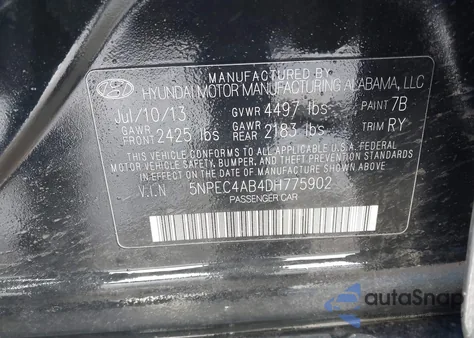 MANUFACTURED BY
HYUNDAI MOTOR MANUFACTURING ALABAMA, LLC
Jul/10/13 GVWR 4497 lbs PAINT 7B
GAWR FRONT 2425 lbs GAWR REAR 2183 lbs TRIM RY
THIS VEHICLE CONFORMS TO ALL APPLICABLE U.S.A. FEDERAL
MOTOR VEHICLE SAFETY, BUMPER, AND THEFT PREVENTION STANDARDS
IN EFFECT ON THE DATE OF MANUFACTURE SHOWN ABOVE.
V.I.N 5NPEC4AB4DH775902
PASSENGER CAR
autoSnap